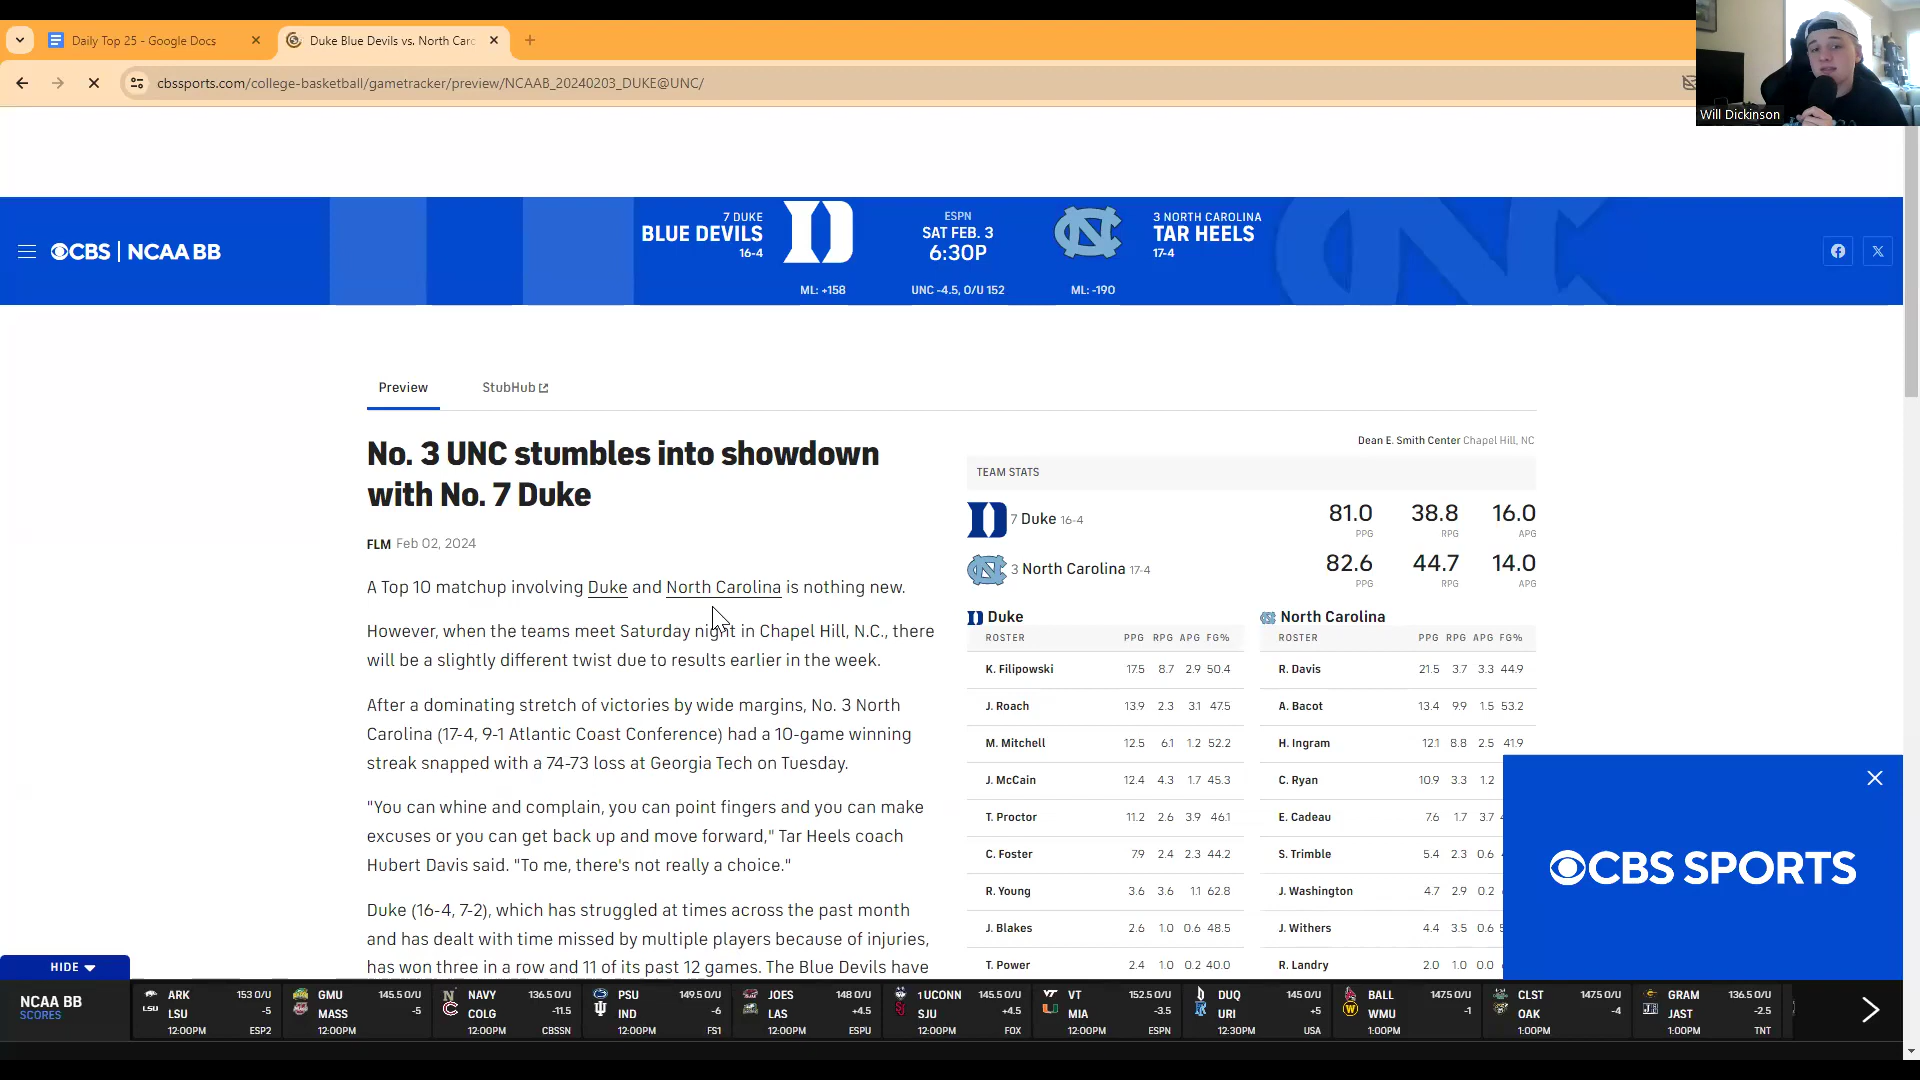 Daily Top 25 - Google Docs
Duke Blue Devils vs. North Car
cbssports.com/college-basketball/gametracker/preview/NCAAB_20240203_DUKE@UNC/
Will Dickinson
CBS | NCAA BB
7 DUKE
BLUE DEVILS
16-4
ML: +158
ESPN
SAT FEB. 3
6:30P
UNC -4.5, O/U 152
3 NORTH CAROLINA
TAR HEELS
17-4
ML: -190
Preview
StubHub
No. 3 UNC stumbles into showdown
with No. 7 Duke
FLM Feb 02, 2024
A Top 10 matchup involving Duke and North Carolina is nothing new.
However, when the teams meet Saturday night in Chapel Hill, N.C., there
will be a slightly different twist due to results earlier in the week.
After a dominating stretch of victories by wide margins, No. 3 North
Carolina (17-4, 9-1 Atlantic Coast Conference) had a 10-game winning
streak snapped with a 74-73 loss at Georgia Tech on Tuesday.
"You can whine and complain, you can point fingers and you can make
excuses or you can get back up and move forward," Tar Heels coach
Hubert Davis said. "To me, there's not really a choice."
Duke (16-4, 7-2), which has struggled at times across the past month
and has dealt with time missed by multiple players because of injuries,
has won three in a row and 11 of its past 12 games. The Blue Devils have
Dean E. Smith Center Chapel Hill, NC
TEAM STATS
7 Duke 16-4 81.0 38.8 16.0
PPG RPG APG
3 North Carolina 17-4 82.6 44.7 14.0
PPG RPG APG
Duke
ROSTER PPG RPG APG FG%
K. Filipowski 17.5 8.7 2.9 50.4
J. Roach 13.9 2.3 3.1 47.5
M. Mitchell 12.5 6.1 1.2 52.2
J. McCain 12.4 4.3 1.7 45.3
T. Proctor 11.2 2.6 3.9 46.1
C. Foster 7.9 2.4 2.3 44.2
R. Young 3.6 3.6 1.1 62.8
J. Blakes 2.6 1.0 0.6 48.5
T. Power 2.4 1.0 0.2 40.0
North Carolina
ROSTER PPG RPG APG FG%
R. Davis 21.5 3.7 3.3 44.9
A. Bacot 13.4 9.9 1.5 53.2
H. Ingram 12.1 8.8 2.5 41.9
C. Ryan 10.9 3.3 1.2
E. Cadeau 7.6 1.7 3.7
S. Trimble 5.4 2.3 0.6
J. Washington 4.7 2.9 0.2
J. Withers 4.4 3.5 0.6
R. Landry 2.0 1.0 0.0
CBS SPORTS
HIDE
NCAA BB
SCORES
ARK 153 O/U
LSU -5
12:00PM ESP2
GMU 145.5 O/U
MASS -5
12:00PM
NAVY 136.5 O/U
COLG -11.5
12:00PM CBSSN
PSU 149.5 O/U
IND -6
12:00PM FS1
JOES 148 O/U
LAS +4.5
12:00PM ESPU
1 UCONN 145.5 O/U
SJU +4.5
12:00PM FOX
VT 152.5 O/U
MIA -3.5
12:00PM ESPN
DUQ 145 O/U
URI +5
12:30PM USA
BALL 147.5 O/U
WMU -1
1:00PM
CLST 147.5 O/U
OAK -4
1:00PM
GRAM 136.5 O/U
JAST -2.5
1:00PM TNT